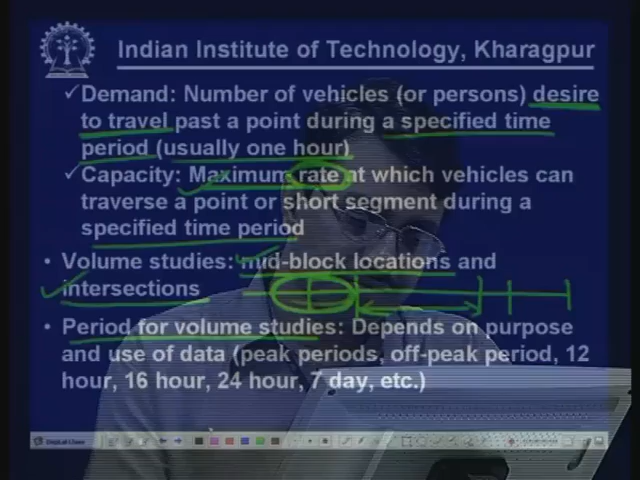 Indian Institute of Technology, Kharagpur
✓Demand: Number of vehicles (or persons) desire
to travel past a point during a specified time
period (usually one hour)
✓Capacity: Maximum rate at which vehicles can
traverse a point or short segment during a
specified time period
• Volume studies: mid-block locations and
intersections
• Period for volume studies: Depends on purpose
and use of data (peak periods, off-peak period, 12
hour, 16 hour, 24 hour, 7 day, etc.)